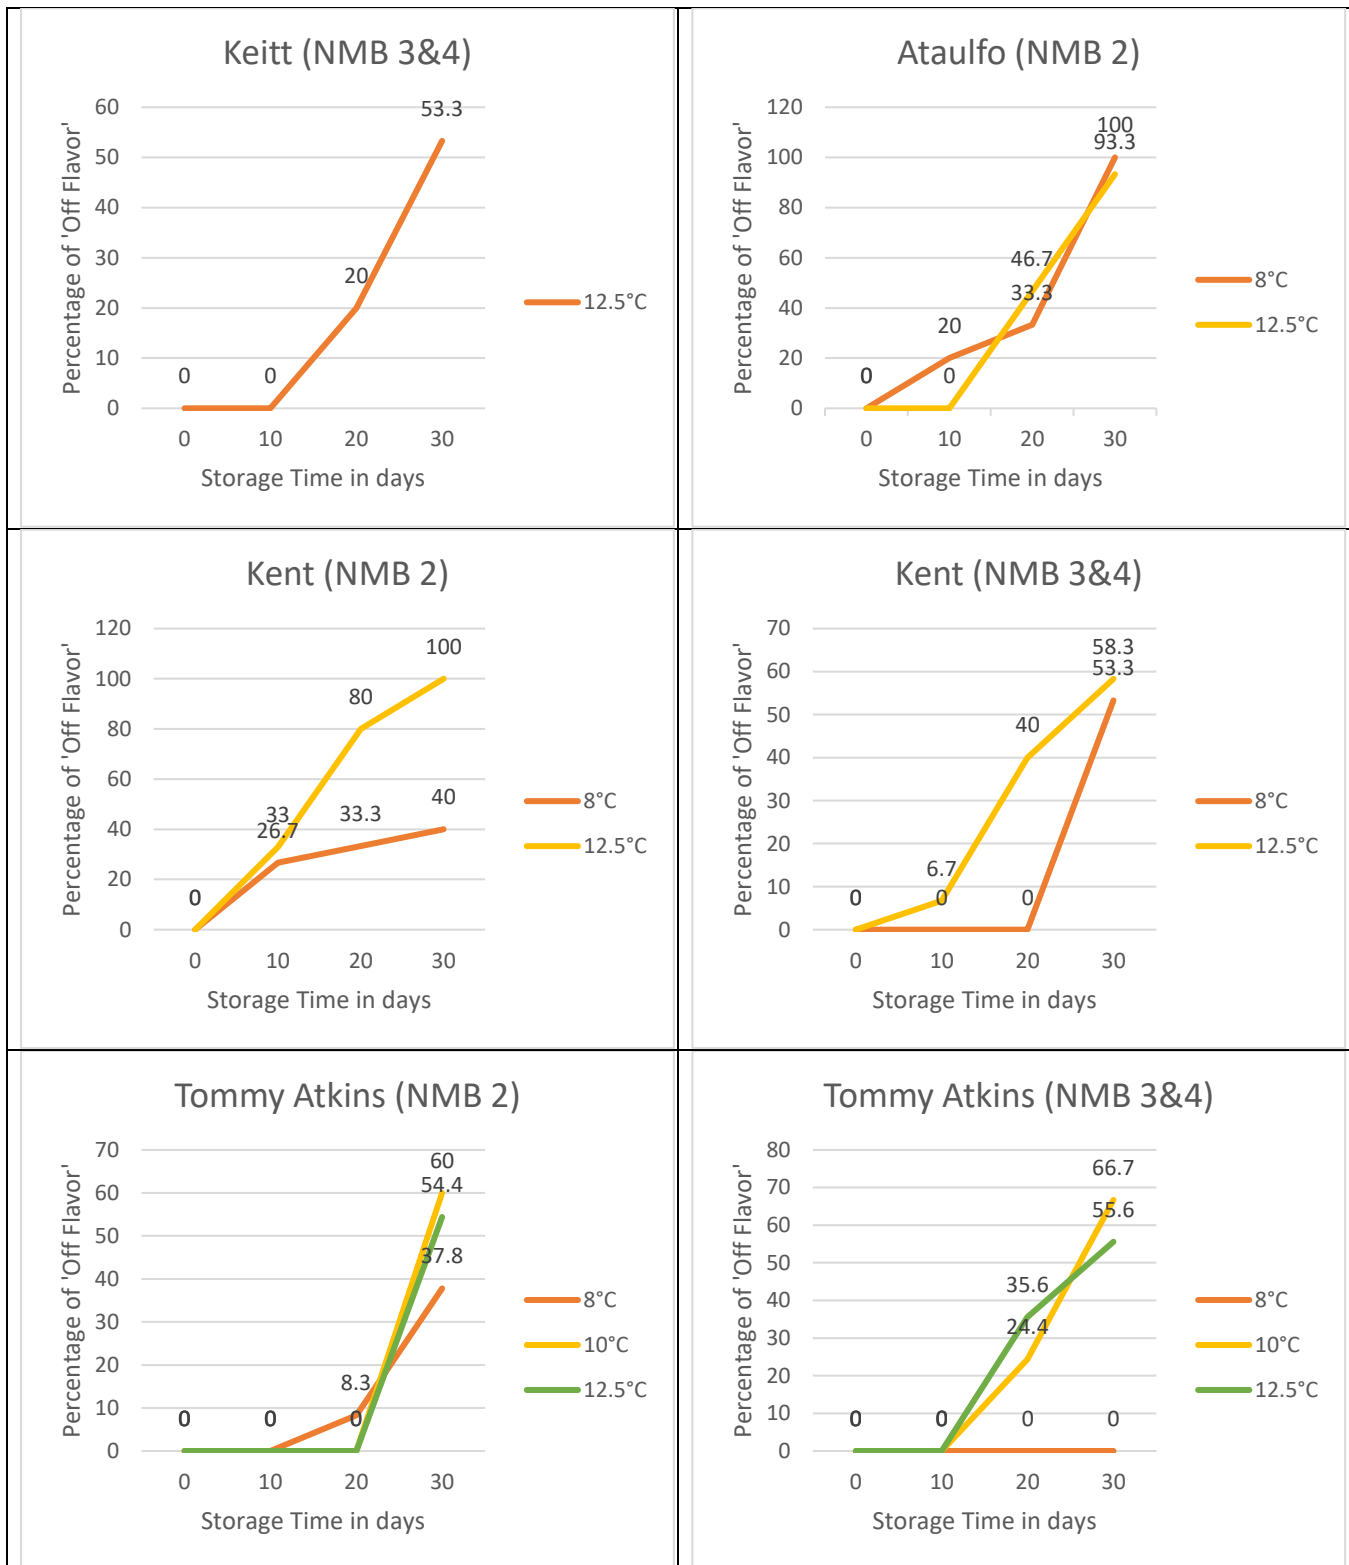 Keitt (NMB 3&4)
Percentage of 'Off Flavor'
60
50
40
30
20
10
0
53.3
20
0
0
0 10 20 30
Storage Time in days
12.5°C
Ataulfo (NMB 2)
Percentage of 'Off Flavor'
120
100
80
60
40
20
0
100
93.3
46.7
33.3
20
0
0
0
0 10 20 30
Storage Time in days
8°C
12.5°C
Kent (NMB 2)
Percentage of 'Off Flavor'
120
100
80
60
40
20
0
100
80
40
33
33.3
26.7
0
0
0 10 20 30
Storage Time in days
8°C
12.5°C
Kent (NMB 3&4)
Percentage of 'Off Flavor'
70
60
50
40
30
20
10
0
58.3
53.3
40
6.7
0
0
0
0
0 10 20 30
Storage Time in days
8°C
12.5°C
Tommy Atkins (NMB 2)
Percentage of 'Off Flavor'
70
60
50
40
30
20
10
0
60
54.4
37.8
8.3
0
0
0
0 10 20 30
Storage Time in days
8°C
10°C
12.5°C
Tommy Atkins (NMB 3&4)
Percentage of 'Off Flavor'
80
70
60
50
40
30
20
10
0
66.7
55.6
35.6
24.4
0
0
0
0
0 10 20 30
Storage Time in days
8°C
10°C
12.5°C